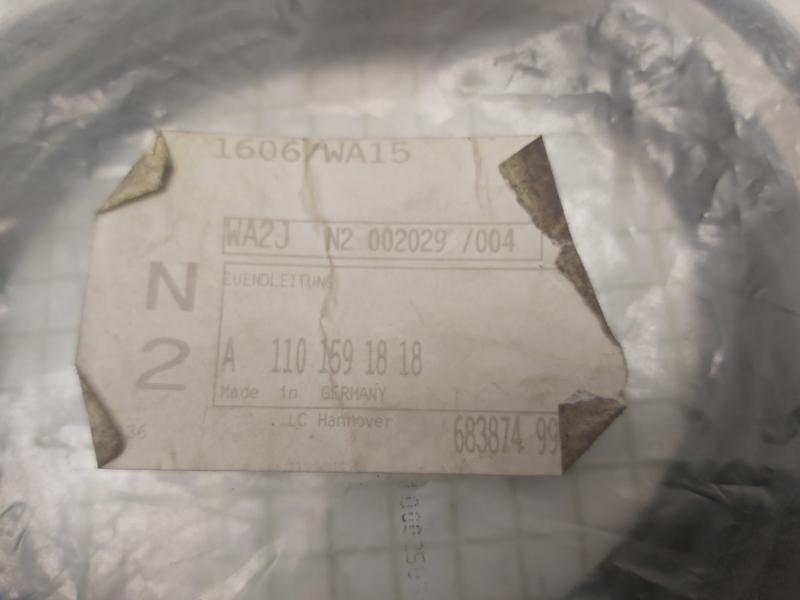 1606/WA15
WA2J N2 002029 /004
N
2
EUENDLEITUNG
A 110 159 18 18
Made in GERMANY
LC Hannover
36
683874 99